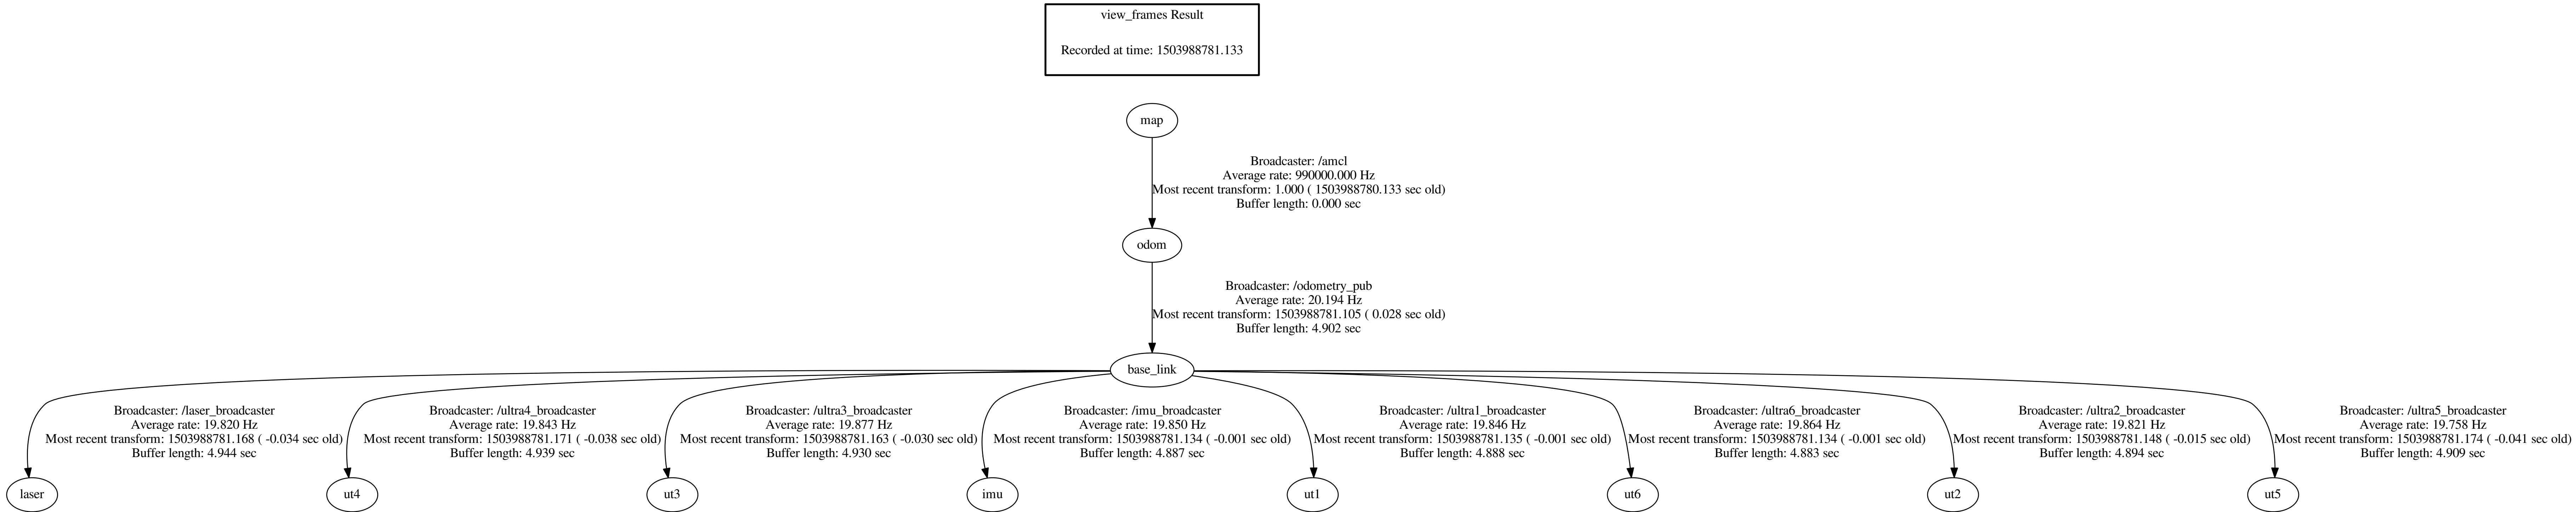 view_frames Result
Recorded at time: 1503988781.133
map
Broadcaster: /amcl
Average rate: 990000.000 Hz
Most recent transform: 1.000 ( 1503988780.133 sec old)
Buffer length: 0.000 sec
odom
Broadcaster: /odometry_pub
Average rate: 20.194 Hz
Most recent transform: 1503988781.105 ( 0.028 sec old)
Buffer length: 4.902 sec
base_link
Broadcaster: /laser_broadcaster
Average rate: 19.820 Hz
Most recent transform: 1503988781.168 ( -0.034 sec old)
Buffer length: 4.944 sec
Broadcaster: /ultra4_broadcaster
Average rate: 19.843 Hz
Most recent transform: 1503988781.171 ( -0.038 sec old)
Buffer length: 4.939 sec
Broadcaster: /ultra3_broadcaster
Average rate: 19.877 Hz
Most recent transform: 1503988781.163 ( -0.030 sec old)
Buffer length: 4.930 sec
Broadcaster: /imu_broadcaster
Average rate: 19.850 Hz
Most recent transform: 1503988781.134 ( -0.001 sec old)
Buffer length: 4.887 sec
Broadcaster: /ultra1_broadcaster
Average rate: 19.846 Hz
Most recent transform: 1503988781.135 ( -0.001 sec old)
Buffer length: 4.888 sec
Broadcaster: /ultra6_broadcaster
Average rate: 19.864 Hz
Most recent transform: 1503988781.134 ( -0.001 sec old)
Buffer length: 4.883 sec
Broadcaster: /ultra2_broadcaster
Average rate: 19.821 Hz
Most recent transform: 1503988781.148 ( -0.015 sec old)
Buffer length: 4.894 sec
Broadcaster: /ultra5_broadcaster
Average rate: 19.758 Hz
Most recent transform: 1503988781.174 ( -0.041 sec old)
Buffer length: 4.909 sec
laser
ut4
ut3
imu
ut1
ut6
ut2
ut5